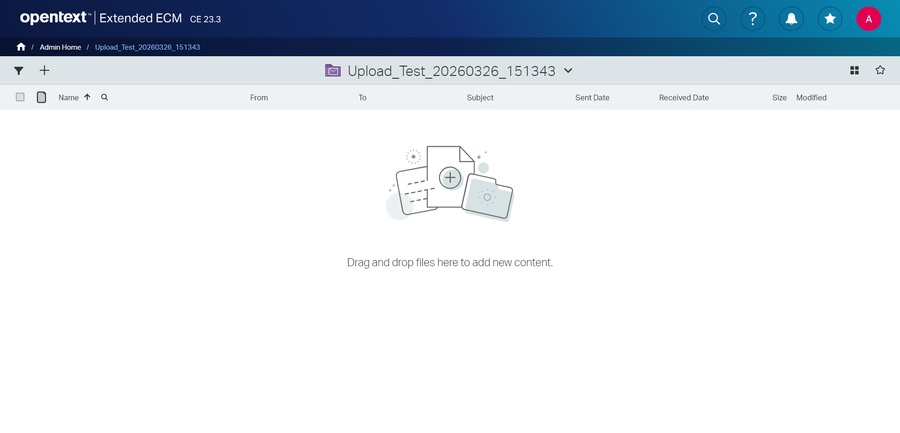 opentext™ | Extended ECM CE 23.3
A
/ Admin Home / Upload_Test_20260326_151343
Upload_Test_20260326_151343
Name From To Subject Sent Date Received Date Size Modified
Drag and drop files here to add new content.